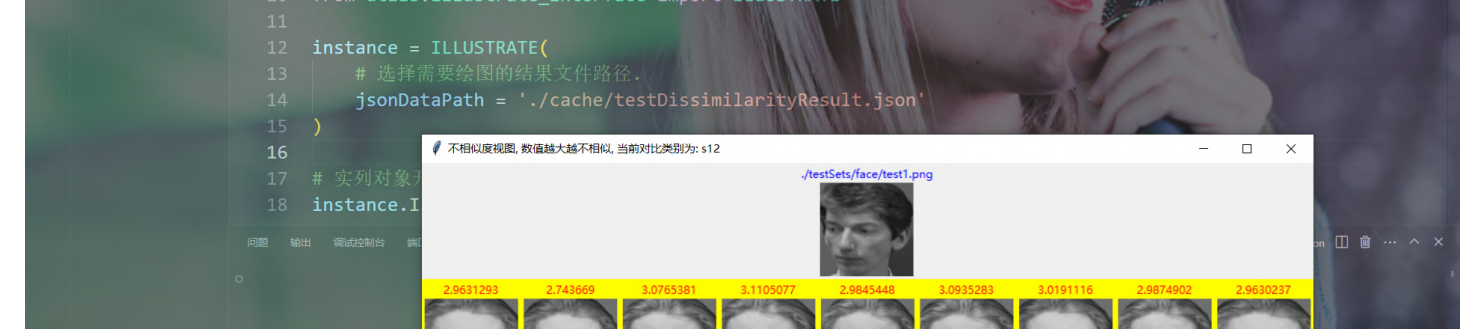 11
12 instance = ILLUSTRATE(
13 # 选择需要绘图的结果文件路径.
14 jsonDataPath = './cache/testDissimilarityResult.json'
15 )
16
不相似度视图, 数值越大越不相似, 当前对比类别为: s12
17 # 实列对象
./testSets/face/test1.png
18 instance.I
问题 输出 调试控制台
2.9631293 2.743669 3.0765381 3.1105077 2.9845448 3.0935283 3.0191116 2.9874902 2.9630237